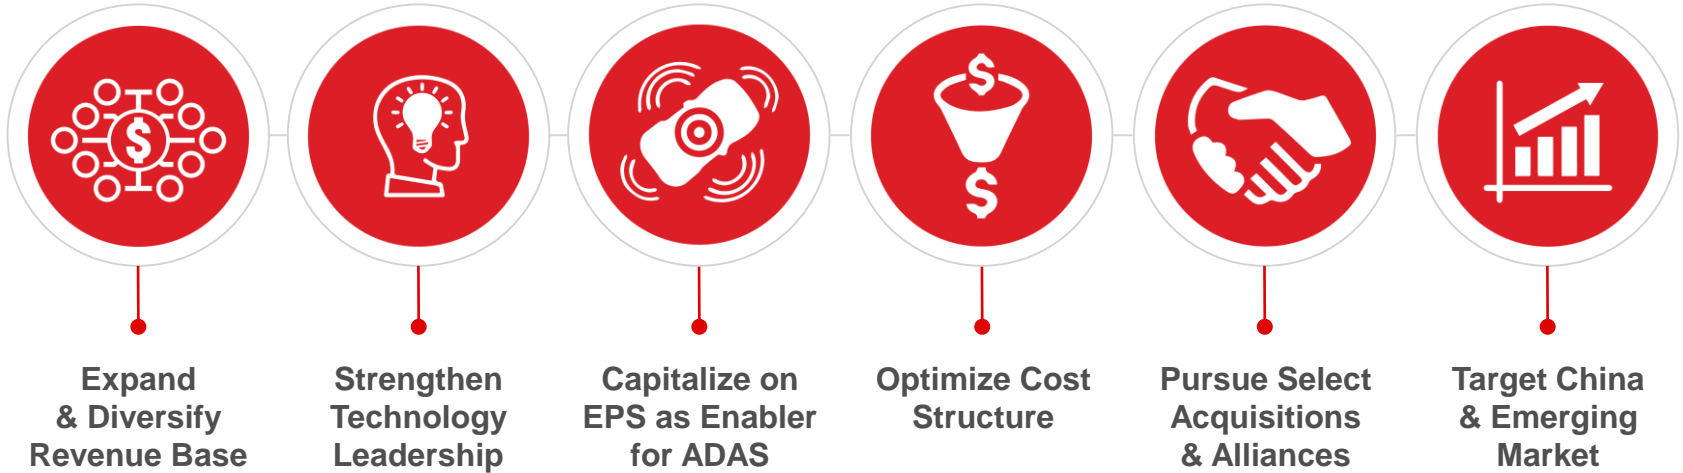 $
$
$
Expand
& Diversify
Revenue Base
Strengthen
Technology
Leadership
Capitalize on
EPS as Enabler
for ADAS
Optimize Cost
Structure
Pursue Select
Acquisitions
& Alliances
Target China
& Emerging
Market